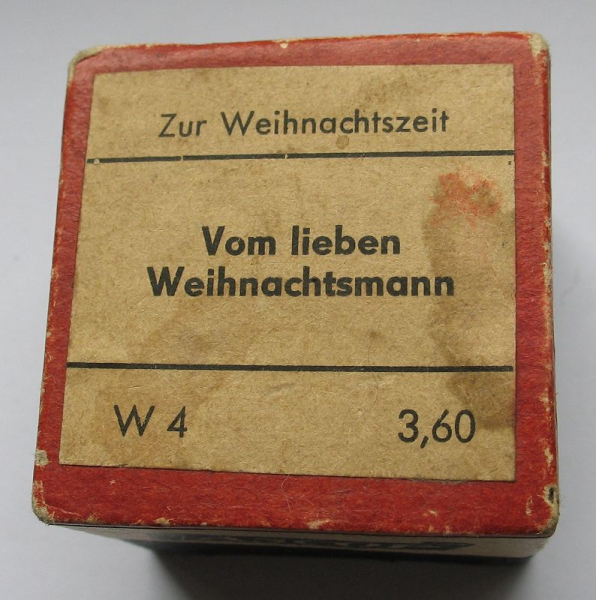 Zur Weihnachtszeit
Vom lieben
Weihnachtsmann
W 4 3,60